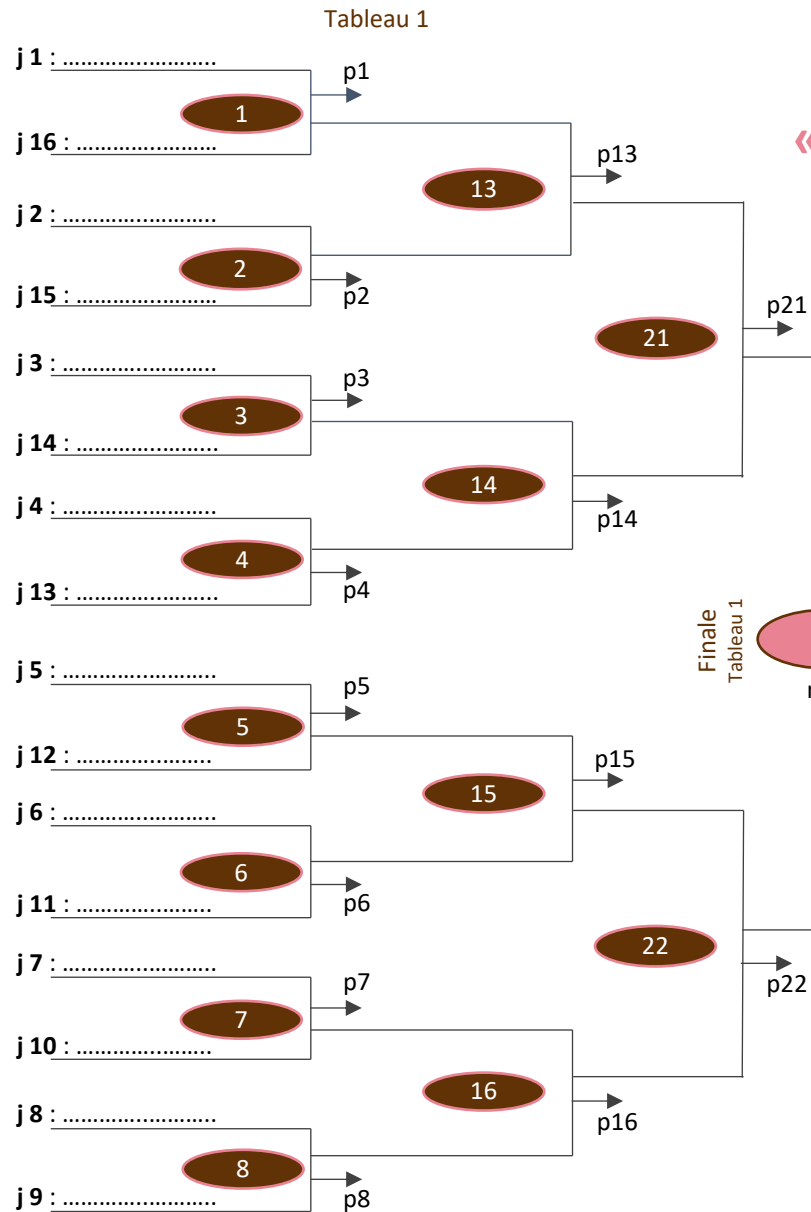 Tableau 1
j 1 : ..........................
p1
1
j 16 : ........................
«
p13
13
j 2 : ..........................
2
j 15 : ........................
p2
p21
21
j 3 : ..........................
p3
3
j 14 : ........................
14
j 4 : ..........................
p14
4
j 13 : ........................
p4
Finale
Tableau 1
j 5 : ..........................
p5
5
j 12 : ........................
p15
15
j 6 : ..........................
6
j 11 : ........................
p6
22
j 7 : ..........................
p7
p22
7
j 10 : ........................
16
j 8 : ..........................
p16
8
j 9 : ..........................
p8